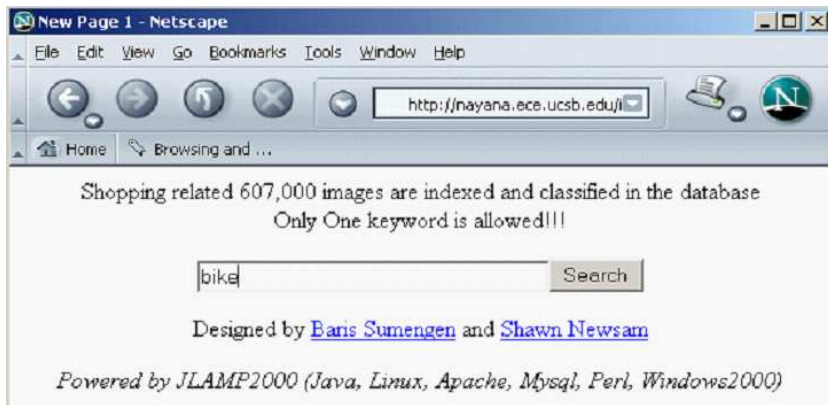 New Page 1 - Netscape
File Edit View Go Bookmarks Tools Window Help
http://nayana.ece.ucsb.edu/i
N
Home Browsing and ...
Shopping related 607,000 images are indexed and classified in the database
Only One keyword is allowed!!!
bike Search
Designed by Baris Sumengen and Shawn Newsam
Powered by JLAMP2000 (Java, Linux, Apache, Mysql, Perl, Windows2000)